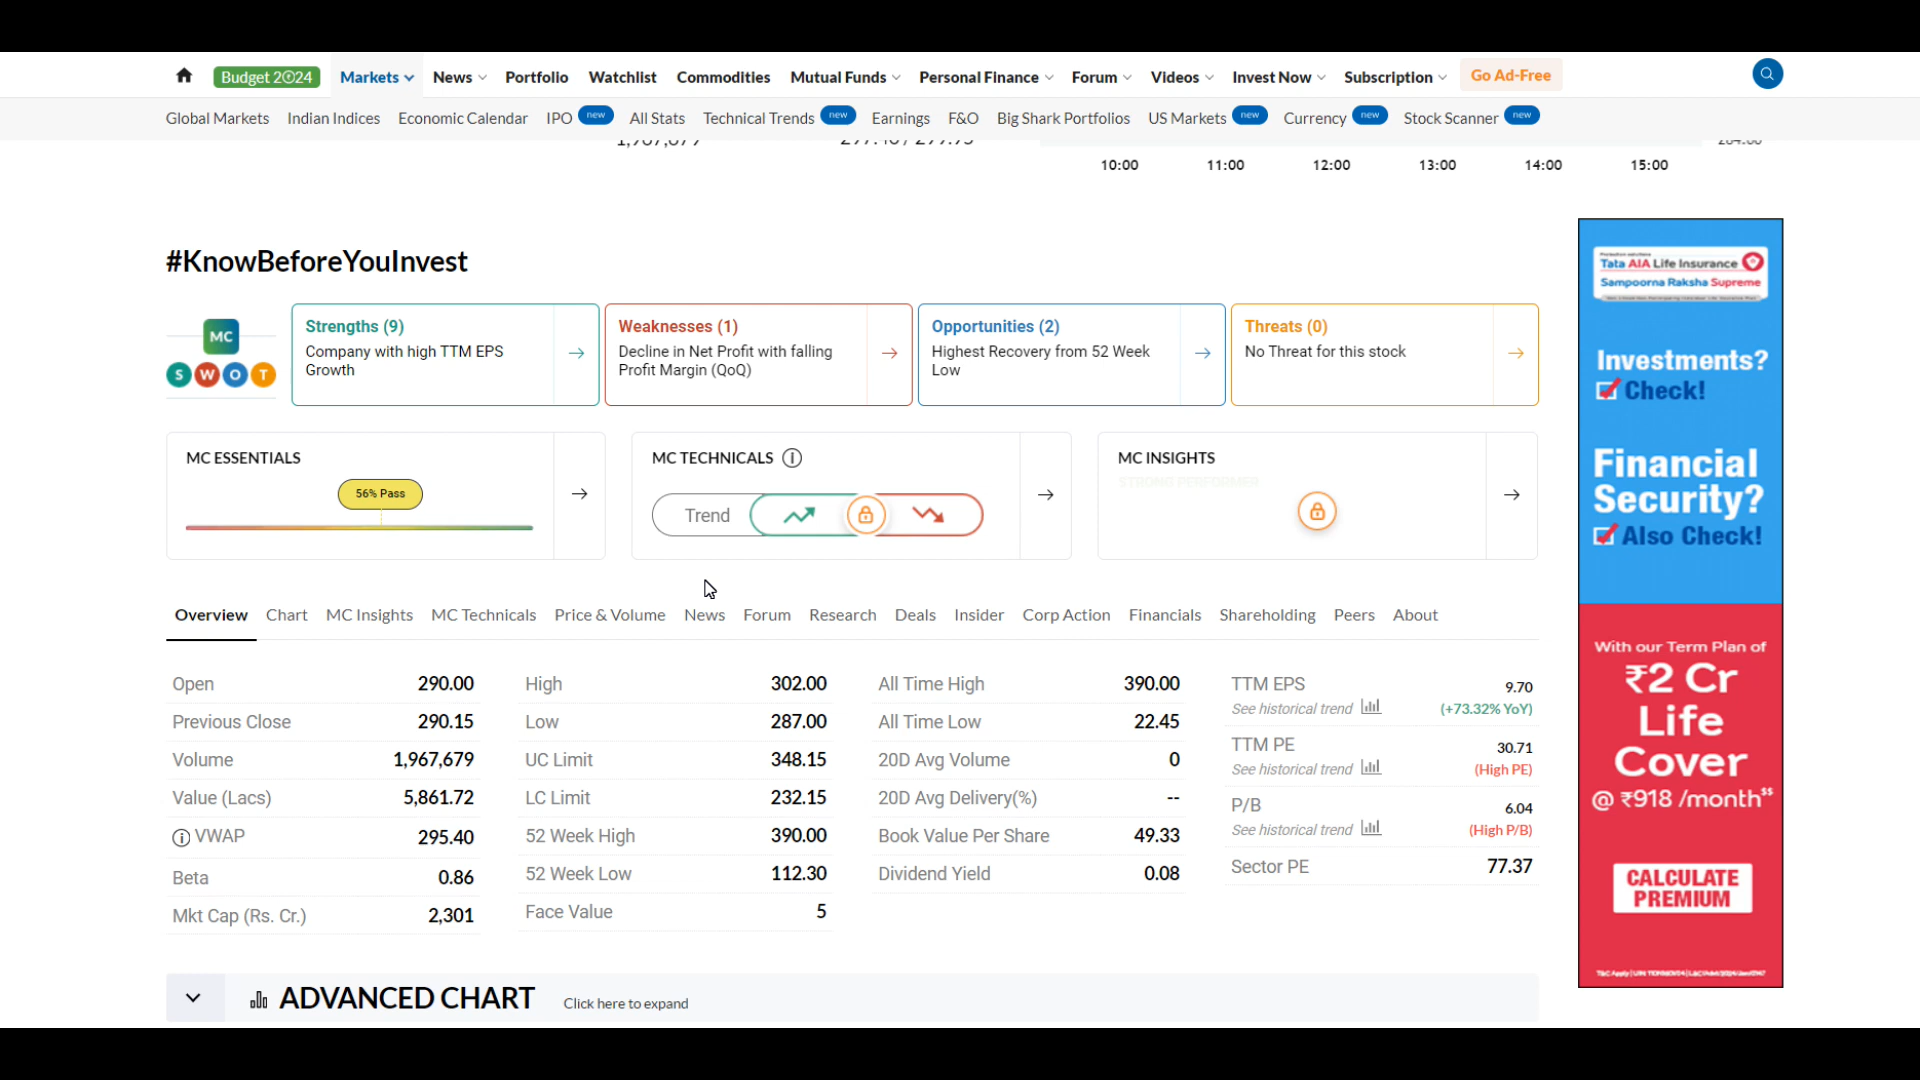 Budget 2024 Markets News Portfolio Watchlist Commodities Mutual Funds Personal Finance Forum Videos Invest Now Subscription Go Ad-Free
Global Markets Indian Indices Economic Calendar IPO new All Stats Technical Trends new Earnings F&O Big Shark Portfolios US Markets new Currency new Stock Scanner new
10:00 11:00 12:00 13:00 14:00 15:00
#KnowBeforeYouInvest
MC
S W O T
Strengths (9)
Company with high TTM EPS
Growth
Weaknesses (1)
Decline in Net Profit with falling
Profit Margin (QoQ)
Opportunities (2)
Highest Recovery from 52 Week
Low
Threats (0)
No Threat for this stock
MC ESSENTIALS
56% Pass
MC TECHNICALS
Trend
MC INSIGHTS
STRONG PERFORMER
Overview Chart MC Insights MC Technicals Price & Volume News Forum Research Deals Insider Corp Action Financials Shareholding Peers About
Open 290.00
Previous Close 290.15
Volume 1,967,679
Value (Lacs) 5,861.72
VWAP 295.40
Beta 0.86
Mkt Cap (Rs. Cr.) 2,301
High 302.00
Low 287.00
UC Limit 348.15
LC Limit 232.15
52 Week High 390.00
52 Week Low 112.30
Face Value 5
All Time High 390.00
All Time Low 22.45
20D Avg Volume 0
20D Avg Delivery(%) --
Book Value Per Share 49.33
Dividend Yield 0.08
TTM EPS 9.70
See historical trend (+73.32% YoY)
TTM PE 30.71
See historical trend (High PE)
P/B 6.04
See historical trend (High P/B)
Sector PE 77.37
ADVANCED CHART Click here to expand
Tata AIA Life Insurance
Sampoorna Raksha Supreme
Investments?
Check!
Financial
Security?
Also Check!
With our Term Plan of
₹2 Cr
Life
Cover
@ ₹918 /month$$
CALCULATE
PREMIUM